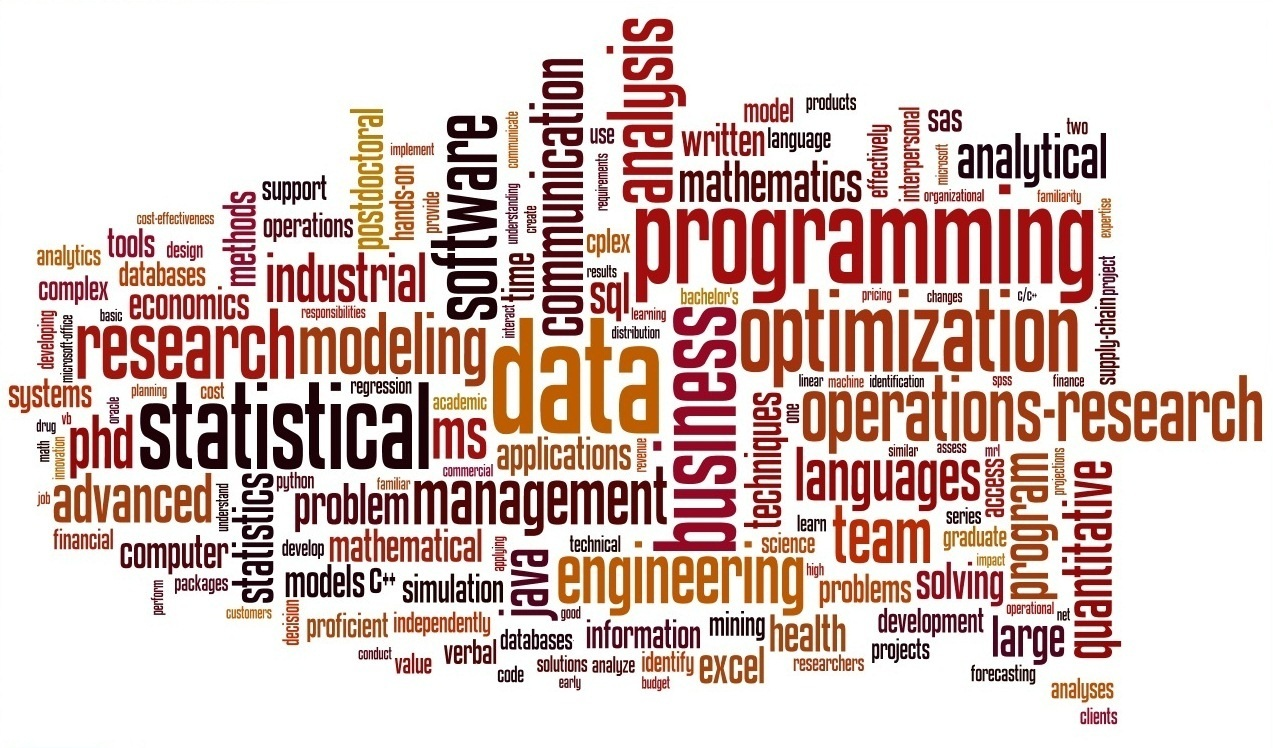 analysis
communication
software
postdoctoral
implement
communicate
use
model
products
written
language
effectively
interpersonal
sas
two
microsoft
analytical
mathematics
organizational
familiarity
expertise
requirements
support
hands-on
provide
operations
methods
understanding
create
cost-effectiveness
tools
design
analytics
databases
complex
economics
industrial
responsibilities
time
interact
cplex
results
sql
learning
distribution
programming
bachelor's
pricing
changes
c/c++
project
supply-chain
developing
microsoft-office
basic
research
modeling
data
business
optimization
linear
machine
identification
spss
finance
systems
planning
cost
regression
academic
oracle
vb
drug
math
innovation
phd
statistical
ms
commercial
applications
revenue
techniques
one
operations-research
similar
assess
mrl
projections
languages
access
program
quantitative
job
advanced
understand
statistics
python
problem
familiar
management
learn
team
series
graduate
impact
financial
computer
develop
mathematical
applying
technical
java
science
engineering
high
problems
solving
perform
packages
models
C++
simulation
customers
decision
proficient
independently
good
databases
information
mining
health
development
operational
net
large
conduct
value
verbal
code
solutions
analyze
identify
early
budget
excel
researchers
projects
forecasting
analyses
clients